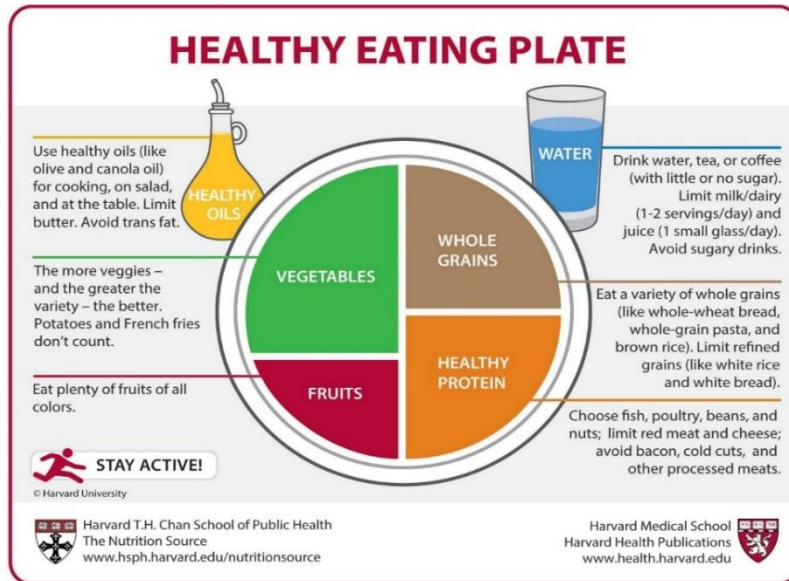 HEALTHY EATING PLATE
Use healthy oils (like
olive and canola oil)
for cooking, on salad,
and at the table. Limit
butter. Avoid trans fat.
HEALTHY
OILS
The more veggies –
and the greater the
variety – the better.
Potatoes and French fries
don’t count.
Eat plenty of fruits of all
colors.
VEGETABLES
FRUITS
WHOLE
GRAINS
HEALTHY
PROTEIN
WATER
Drink water, tea, or coffee
(with little or no sugar).
Limit milk/dairy
(1-2 servings/day) and
juice (1 small glass/day).
Avoid sugary drinks.
Eat a variety of whole grains
(like whole-wheat bread,
whole-grain pasta, and
brown rice). Limit refined
grains (like white rice
and white bread).
Choose fish, poultry, beans, and
nuts; limit red meat and cheese;
avoid bacon, cold cuts, and
other processed meats.
STAY ACTIVE!
© Harvard University
Harvard T.H. Chan School of Public Health
The Nutrition Source
www.hsph.harvard.edu/nutritionsource
Harvard Medical School
Harvard Health Publications
www.health.harvard.edu